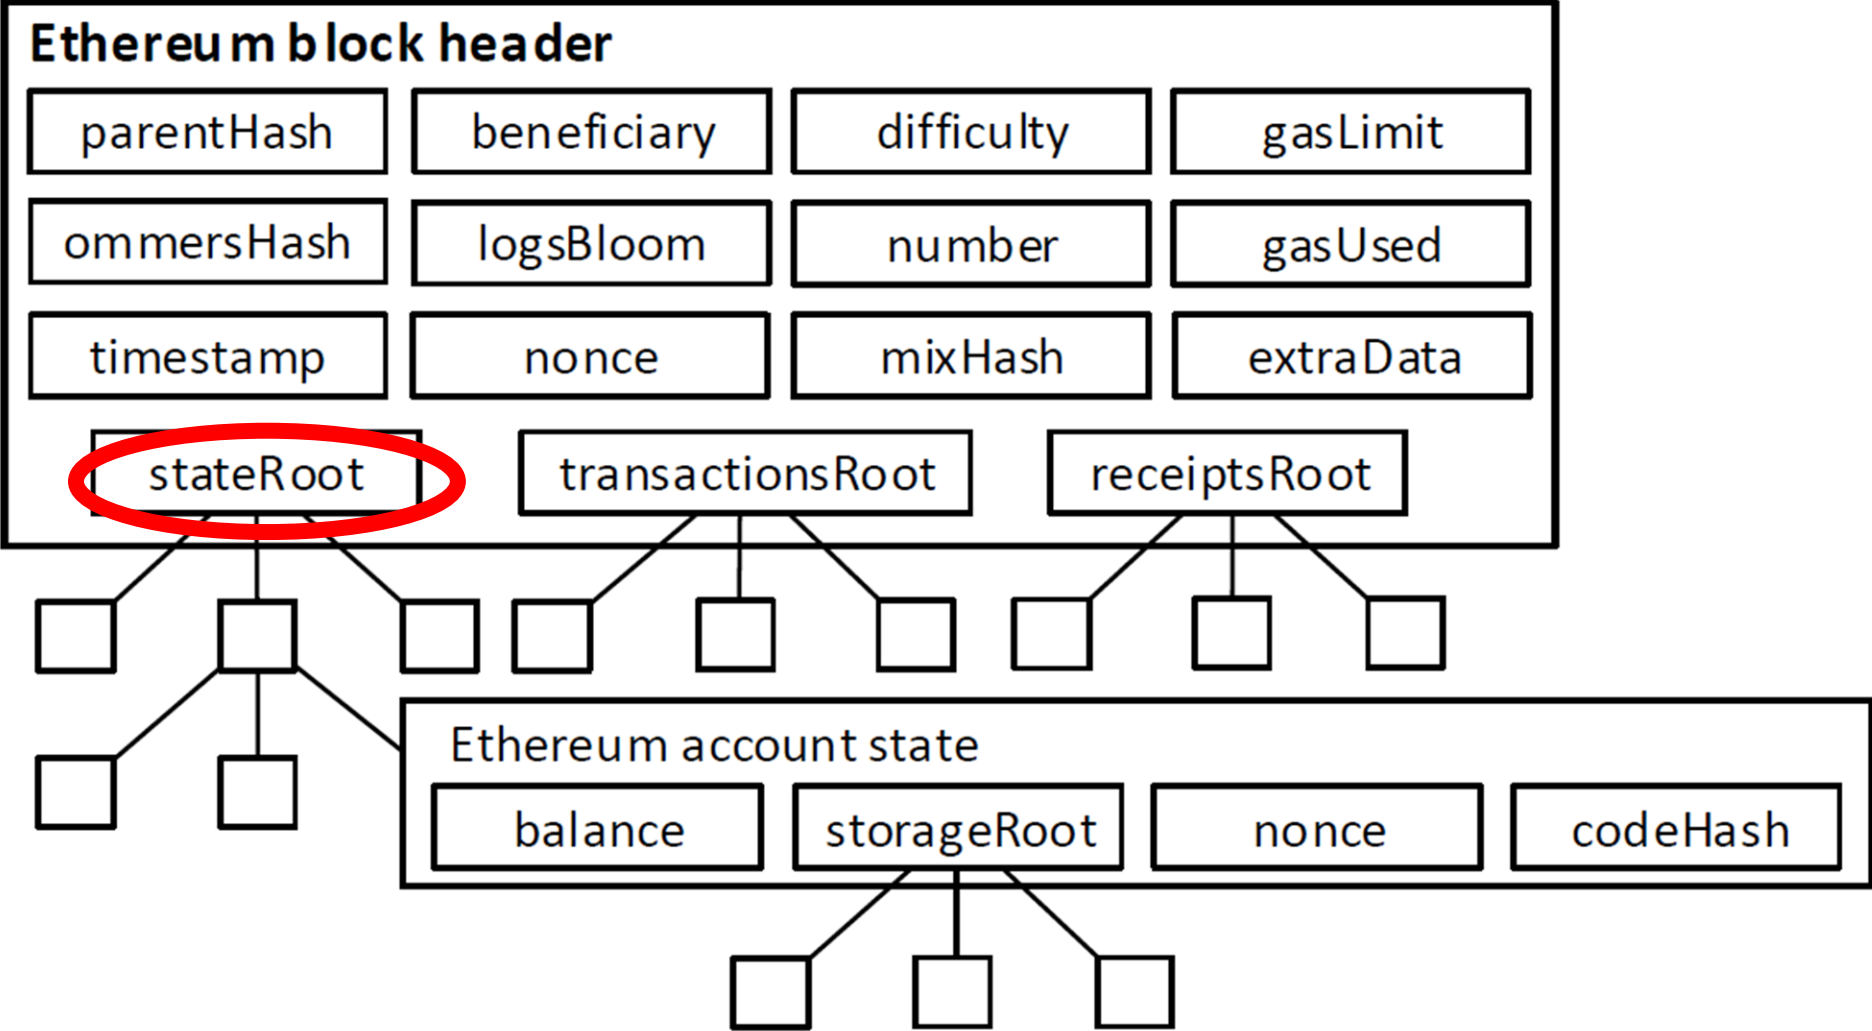 Ethereum block header
parentHash beneficiary difficulty gasLimit
ommersHash logsBloom number gasUsed
timestamp nonce mixHash extraData
stateRoot transactionsRoot receiptsRoot
Ethereum account state
balance storageRoot nonce codeHash